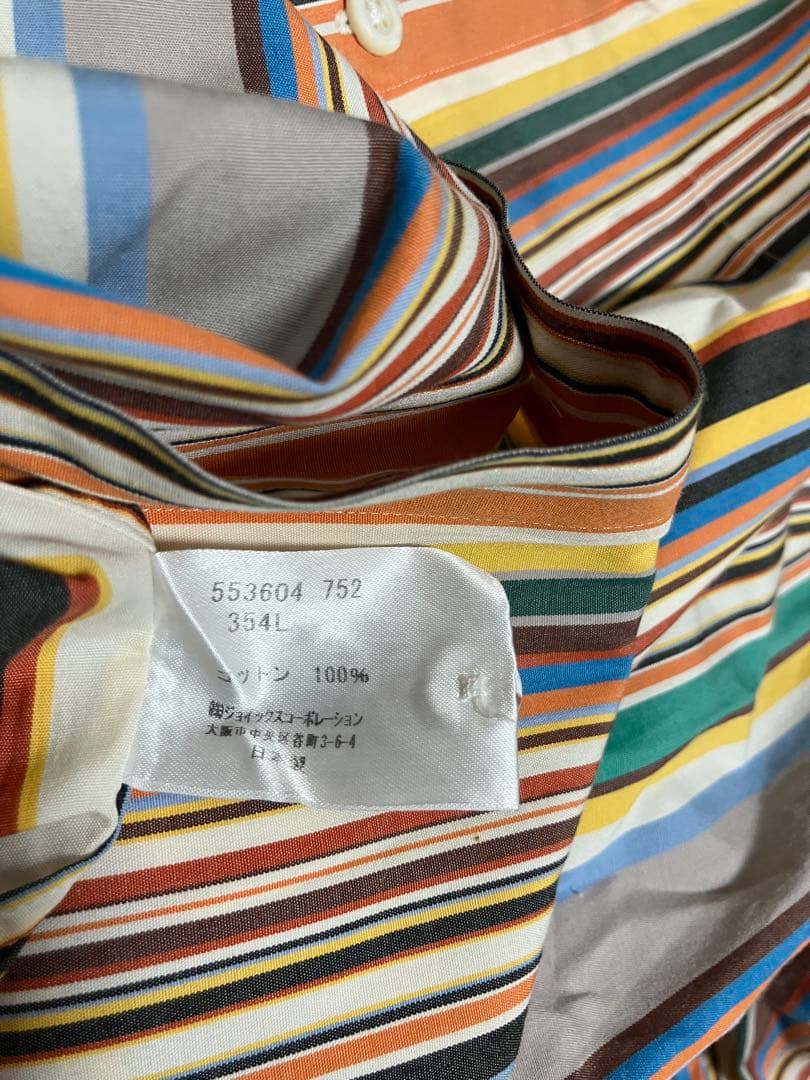 553604 752
354L
コットン 100%
㈱ジョイックスコーポレーション
大阪市中央区谷町3-6-4
日本製